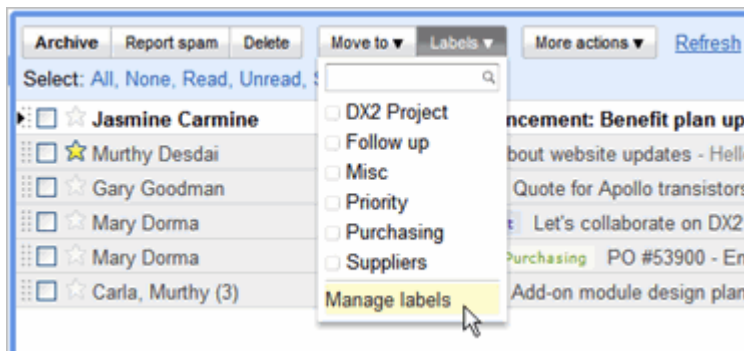 Archive Report spam Delete Move to ▼ Labels ▼ More actions ▼ Refresh
Select: All, None, Read, Unread, S
DX2 Project
Follow up
Misc
Priority
Purchasing
Suppliers
Manage labels
Jasmine Carmine ncement: Benefit plan up
Murthy Desdai bout website updates - Hell
Gary Goodman Quote for Apollo transistors
Mary Dorma t Let's collaborate on DX2
Mary Dorma Purchasing PO #53900 - En
Carla, Murthy (3) Add-on module design plan